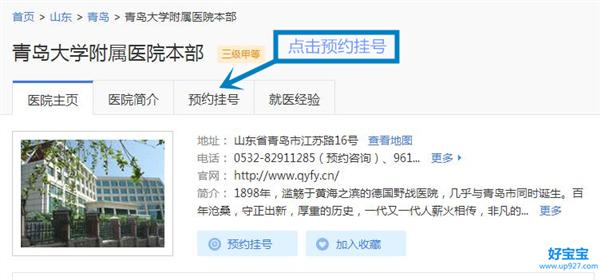 首页 > 山东 > 青岛 > 青岛大学附属医院本部
青岛大学附属医院本部 三级甲等 点击预约挂号
医院主页 医院简介 预约挂号 就医经验
地址： 山东省青岛市江苏路16号 查看地图
电话： 0532-82911285（预约咨询）、961... 更多
官网： http://www.qyfy.cn/
简介： 1898年，滥觞于黄海之滨的德国野战医院，几乎与青岛市同时诞生。百
年沧桑，守正出新，厚重的历史，一代又一代人薪火相传，非凡的... 更多
预约挂号 加入收藏
好宝宝
www.up927.com